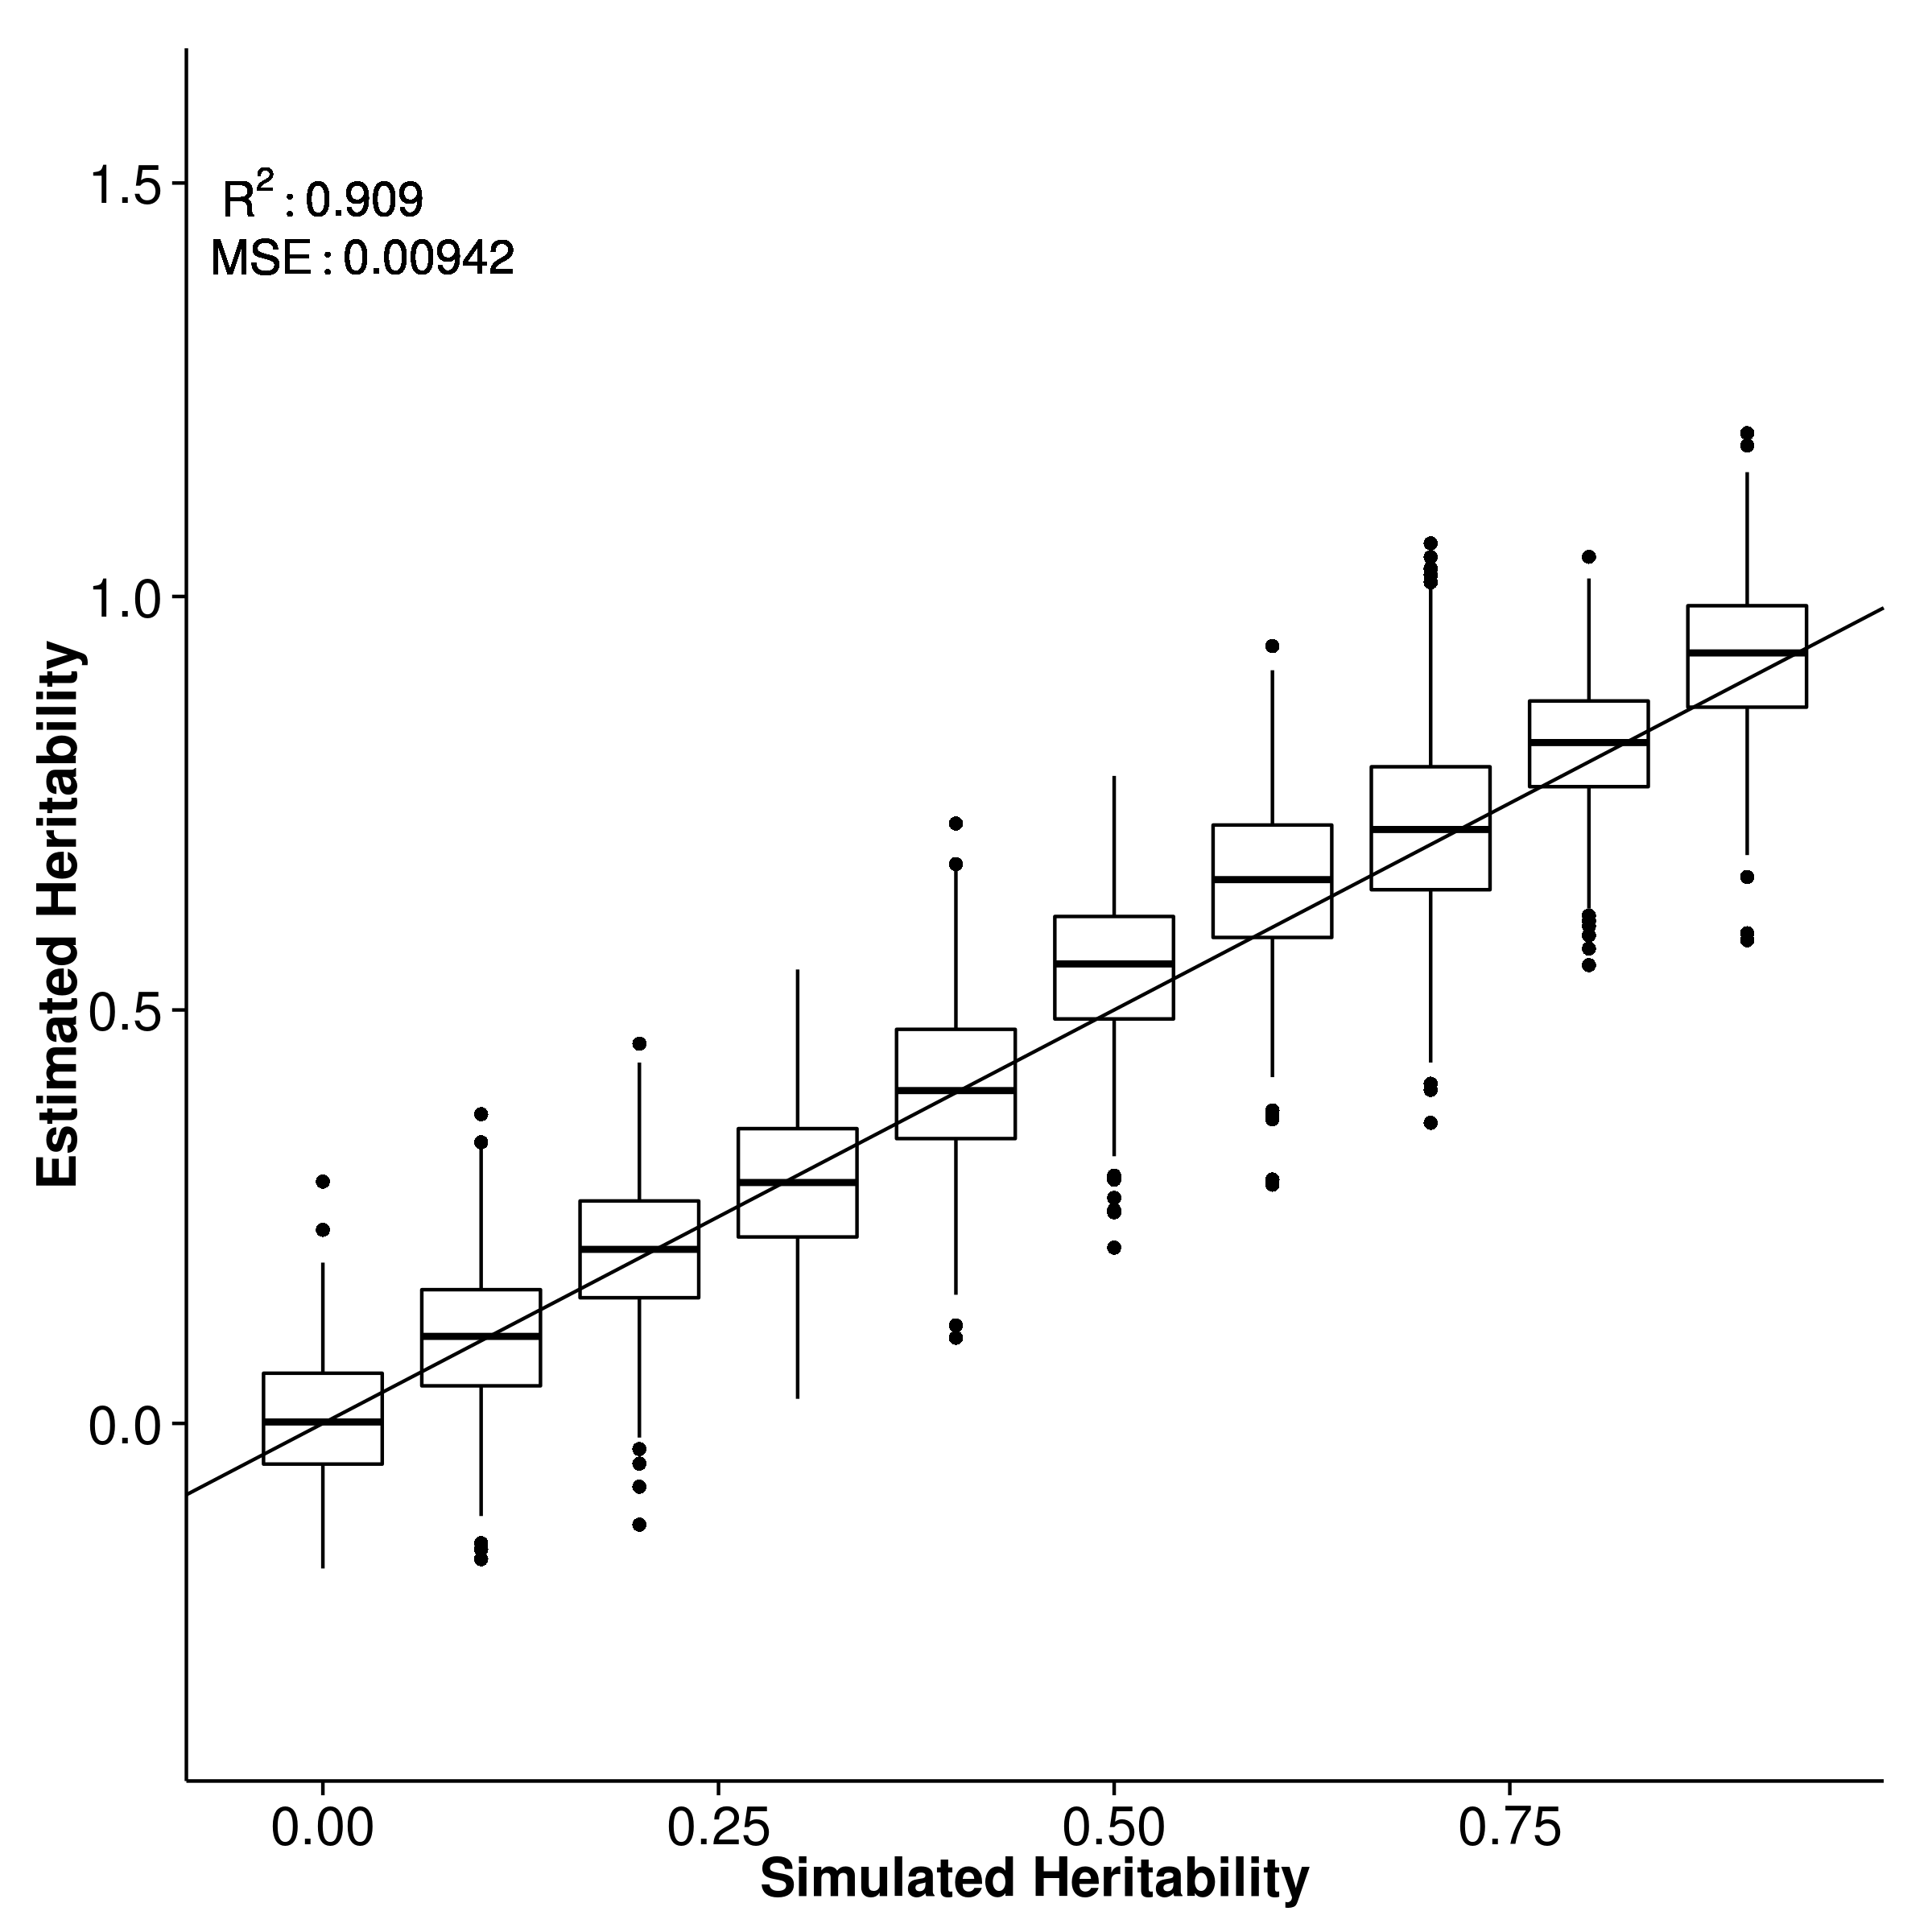 R²: 0.909
MSE: 0.00942
1.5
1.0
0.5
0.0
Estimated Heritability
0.00 0.25 0.50 0.75
Simulated Heritability